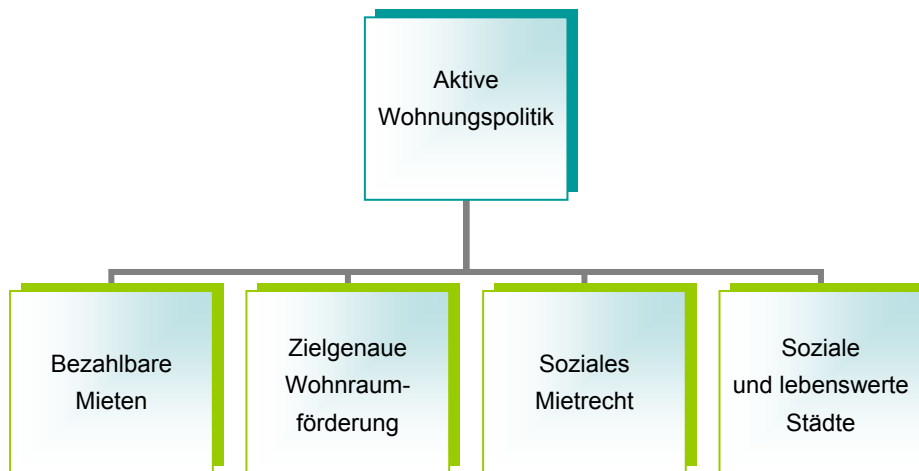 Aktive
Wohnungspolitik
Bezahlbare
Mieten
Zielgenaue
Wohnraum-
förderung
Soziales
Mietrecht
Soziale
und lebenswerte
Städte